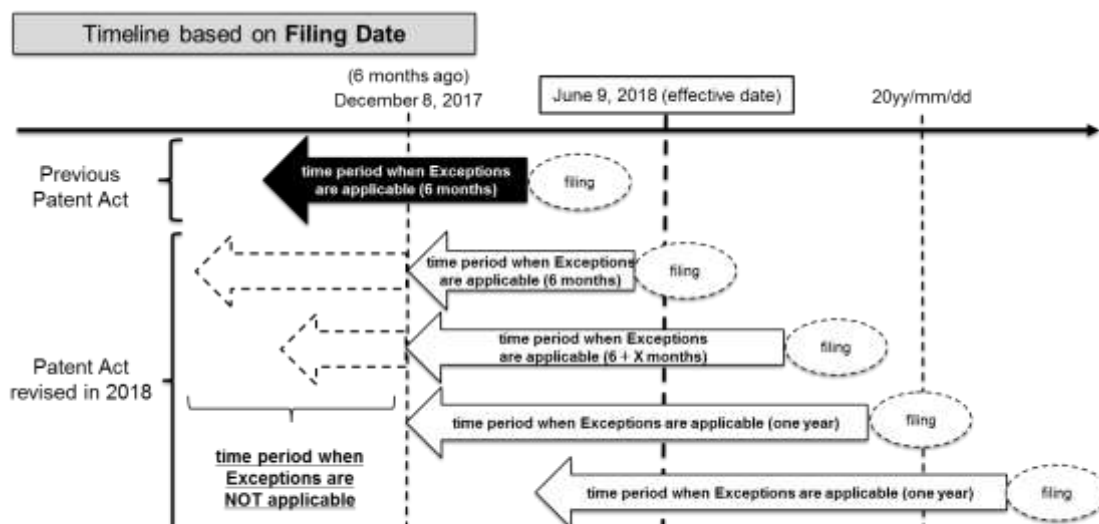 Timeline based on Filing Date
(6 months ago)
December 8, 2017
June 9, 2018 (effective date)
20yy/mm/dd
Previous
Patent Act
time period when Exceptions
are applicable (6 months)
filing
time period when Exceptions
are applicable (6 months)
filing
time period when Exceptions
are applicable (6 + X months)
filing
Patent Act
revised in 2018
time period when Exceptions are applicable (one year)
filing
time period when
Exceptions are
NOT applicable
time period when Exceptions are applicable (one year)
filing